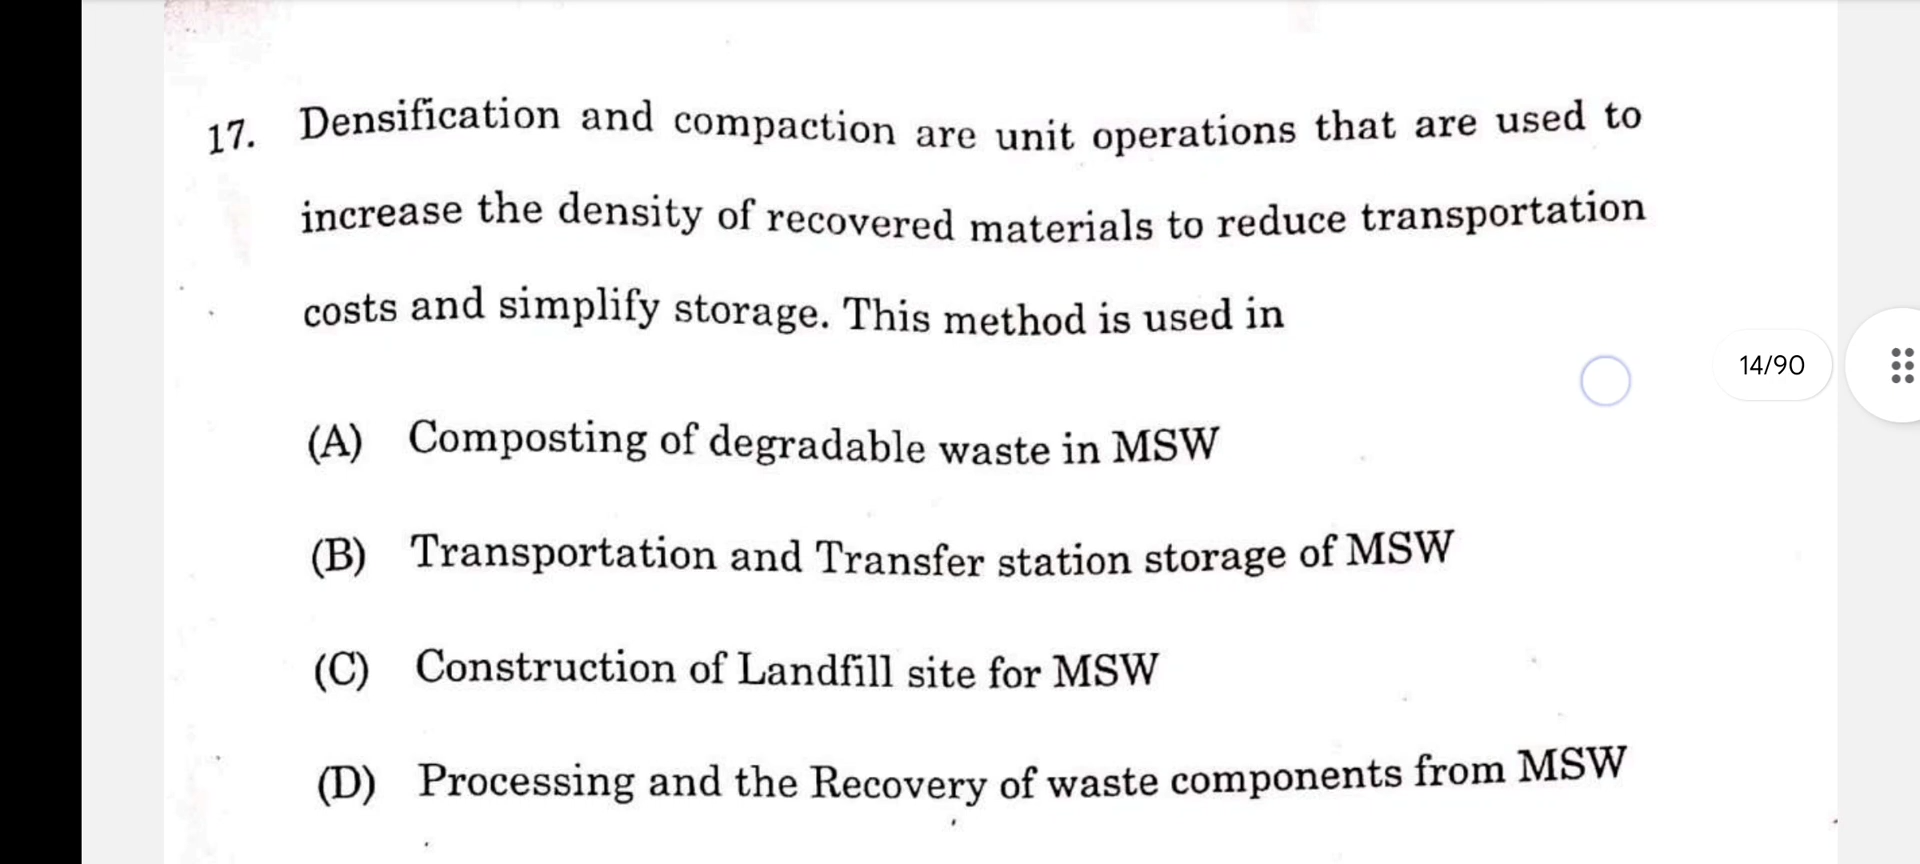 17. Densification and compaction are unit operations that are used to
increase the density of recovered materials to reduce transportation
costs and simplify storage. This method is used in
14/90
(A) Composting of degradable waste in MSW
(B) Transportation and Transfer station storage of MSW
(C) Construction of Landfill site for MSW
(D) Processing and the Recovery of waste components from MSW